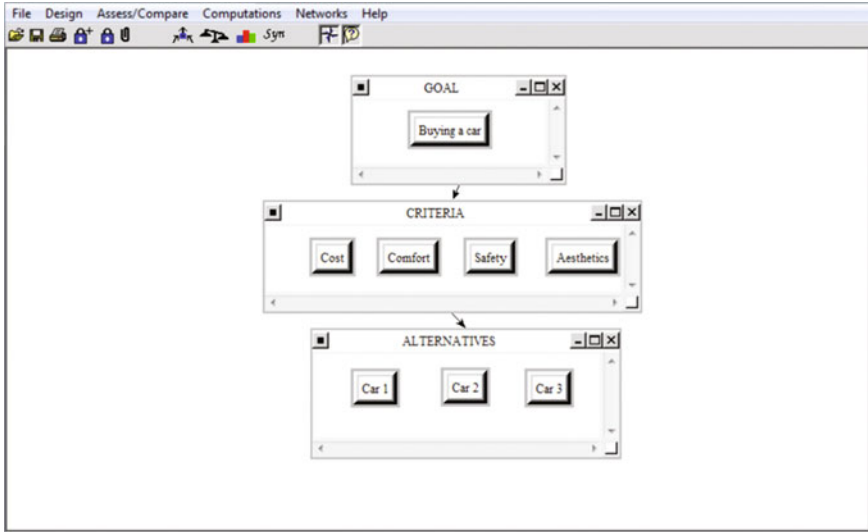 File Design Assess/Compare Computations Networks Help
Syn
GOAL
Buying a car
CRITERIA
Cost Comfort Safety Aesthetics
ALTERNATIVES
Car 1 Car 2 Car 3